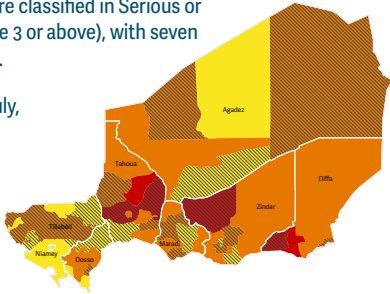 re classified in Serious or
e 3 or above), with seven
.
uly,
Agadez
Tahoua
Diffa
Zinder
Tillabéri
Maradi
Niamey
Dosso